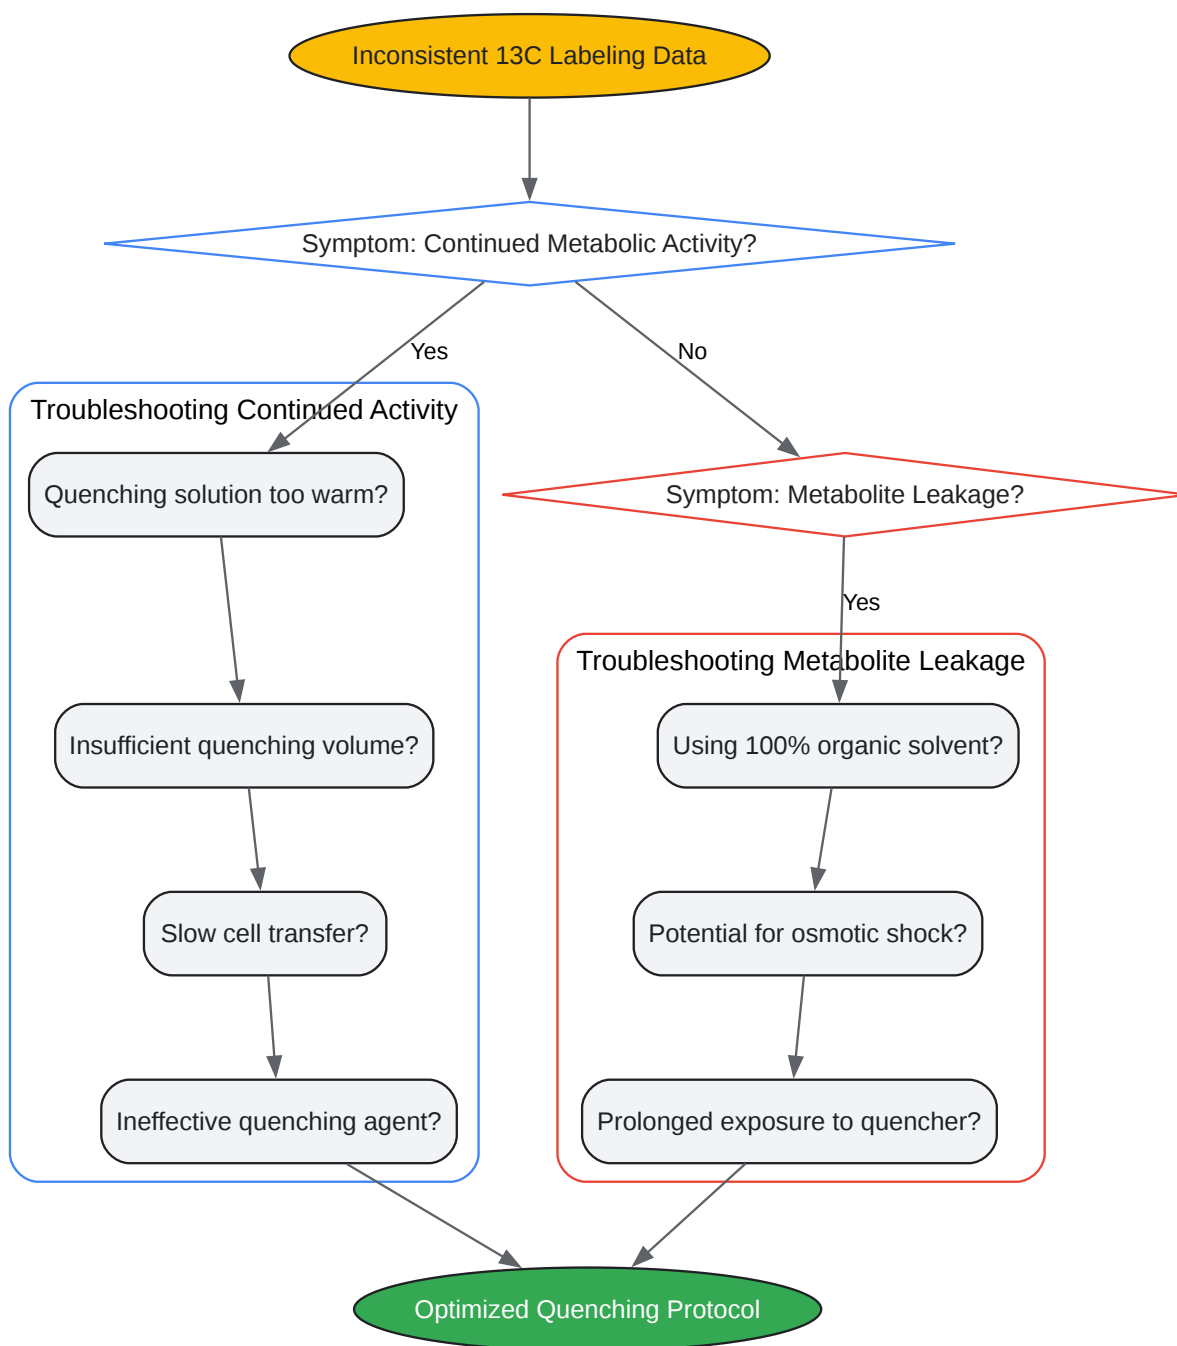 Inconsistent 13C Labeling Data
Symptom: Continued Metabolic Activity?
Yes
No
Troubleshooting Continued Activity
Quenching solution too warm?
Insufficient quenching volume?
Slow cell transfer?
Ineffective quenching agent?
Symptom: Metabolite Leakage?
Yes
Troubleshooting Metabolite Leakage
Using 100% organic solvent?
Potential for osmotic shock?
Prolonged exposure to quencher?
Optimized Quenching Protocol